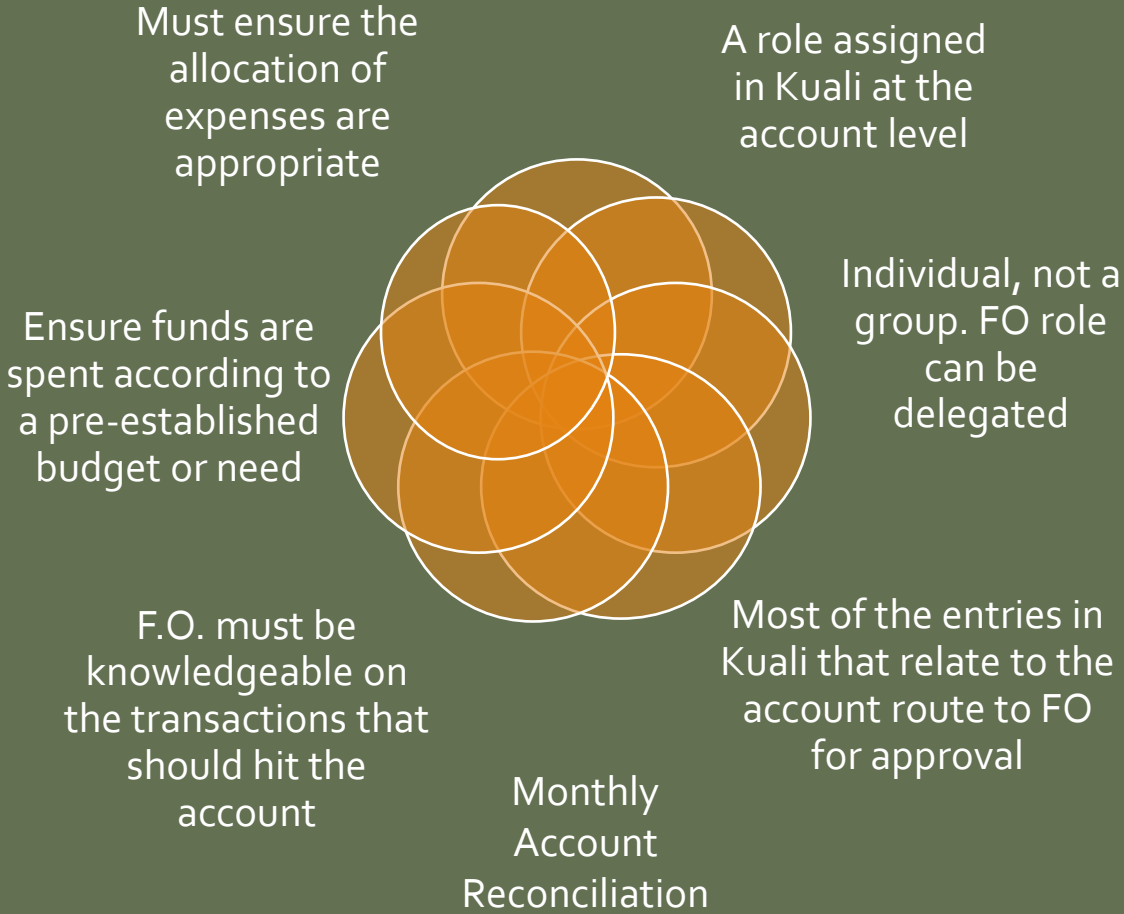 Must ensure the
allocation of
expenses are
appropriate
A role assigned
in Kuali at the
account level
Individual, not a
group. FO role
can be
delegated
Most of the entries in
Kuali that relate to the
account route to FO
for approval
Monthly
Account
Reconciliation
F.O. must be
knowledgeable on
the transactions that
should hit the
account
Ensure funds are
spent according to
a pre-established
budget or need